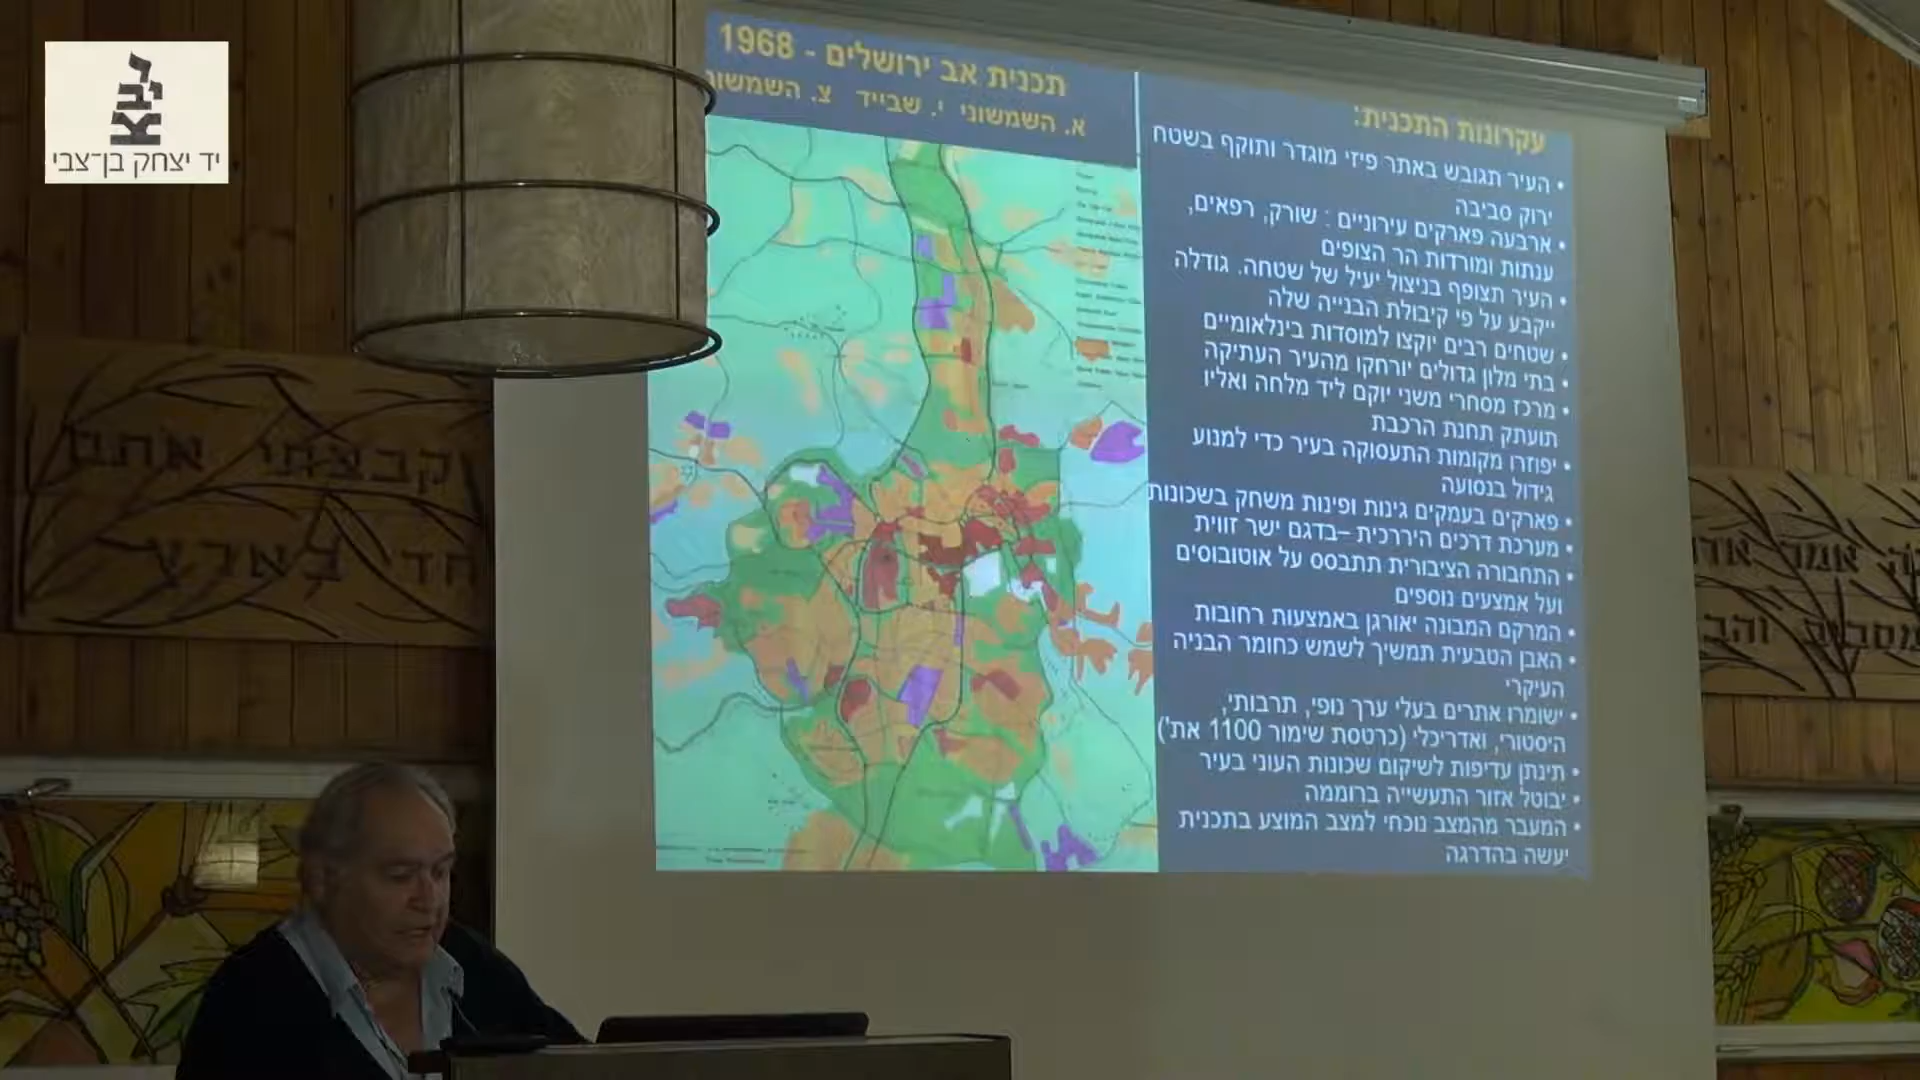 יד יצחק בן־צבי
תכנית אב ירושלים - 1968
א. השמשוני י. שבייד צ. השמשוני
עקרונות התכנית:
• העיר תגובש באתר פיזי מוגדר ותוקף בשטח
ירוק סביבה
• ארבעה פארקים עירוניים : שורק, רפאים,
ענתות ומורדות הר הצופים
• העיר תצופף בניצול יעיל של שטחה. גודלה
ייקבע על פי קיבולת הבנייה שלה
• שטחים רבים יוקצו למוסדות בינלאומיים
• בתי מלון גדולים יורחקו מהעיר העתיקה
• מרכז מסחרי משני יוקם ליד מלחה ואליו
תועתק תחנת הרכבת
• יפוזרו מקומות התעסוקה בעיר כדי למנוע
גידול בנסועה
• פארקים בעמקים גינות ופינות משחק בשכונות
• מערכת דרכים היררכית –בדגם ישר זווית
• התחבורה הציבורית תתבסס על אוטובוסים
ועל אמצעים נוספים
• המרקם המבונה יאורגן באמצעות רחובות
• האבן הטבעית תמשיך לשמש כחומר הבניה
העיקרי
• ישומרו אתרים בעלי ערך נופי, תרבותי,
היסטורי, ואדריכלי (כרטסת שימור 1100 את')
• תינתן עדיפות לשיקום שכונות העוני בעיר
• יבוטל אזור התעשייה ברוממה
• המעבר מהמצב נוכחי למצב המוצע בתכנית
יעשה בהדרגה
קבצתי אתם
חד בארץ
אמר